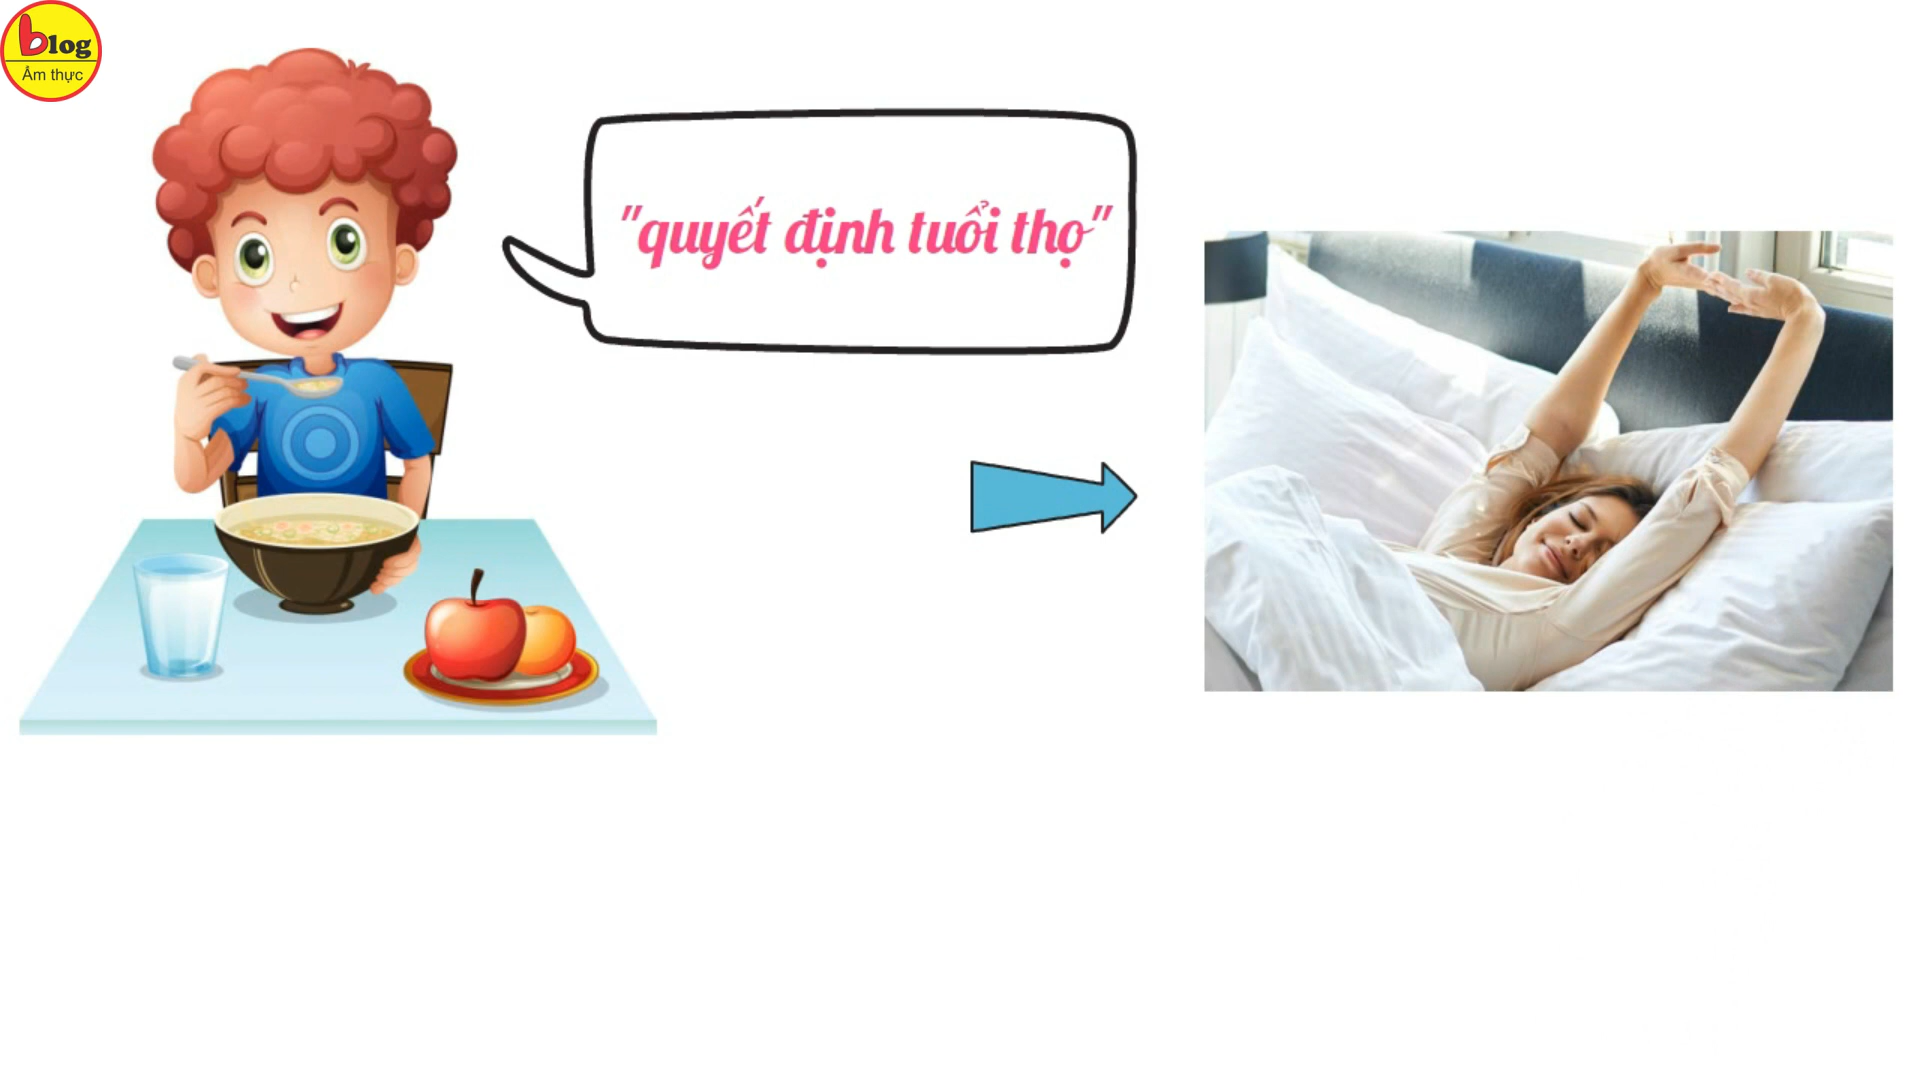 blog
Ẩm thực
"quyết định tuổi thọ"